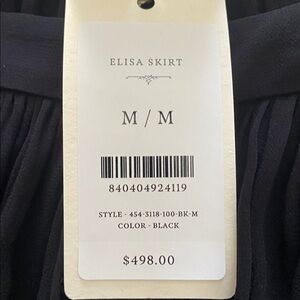 ELISA SKIRT
M / M
840404924119
STYLE - 454-3118-100-BK-M
COLOR - BLACK
$498.00